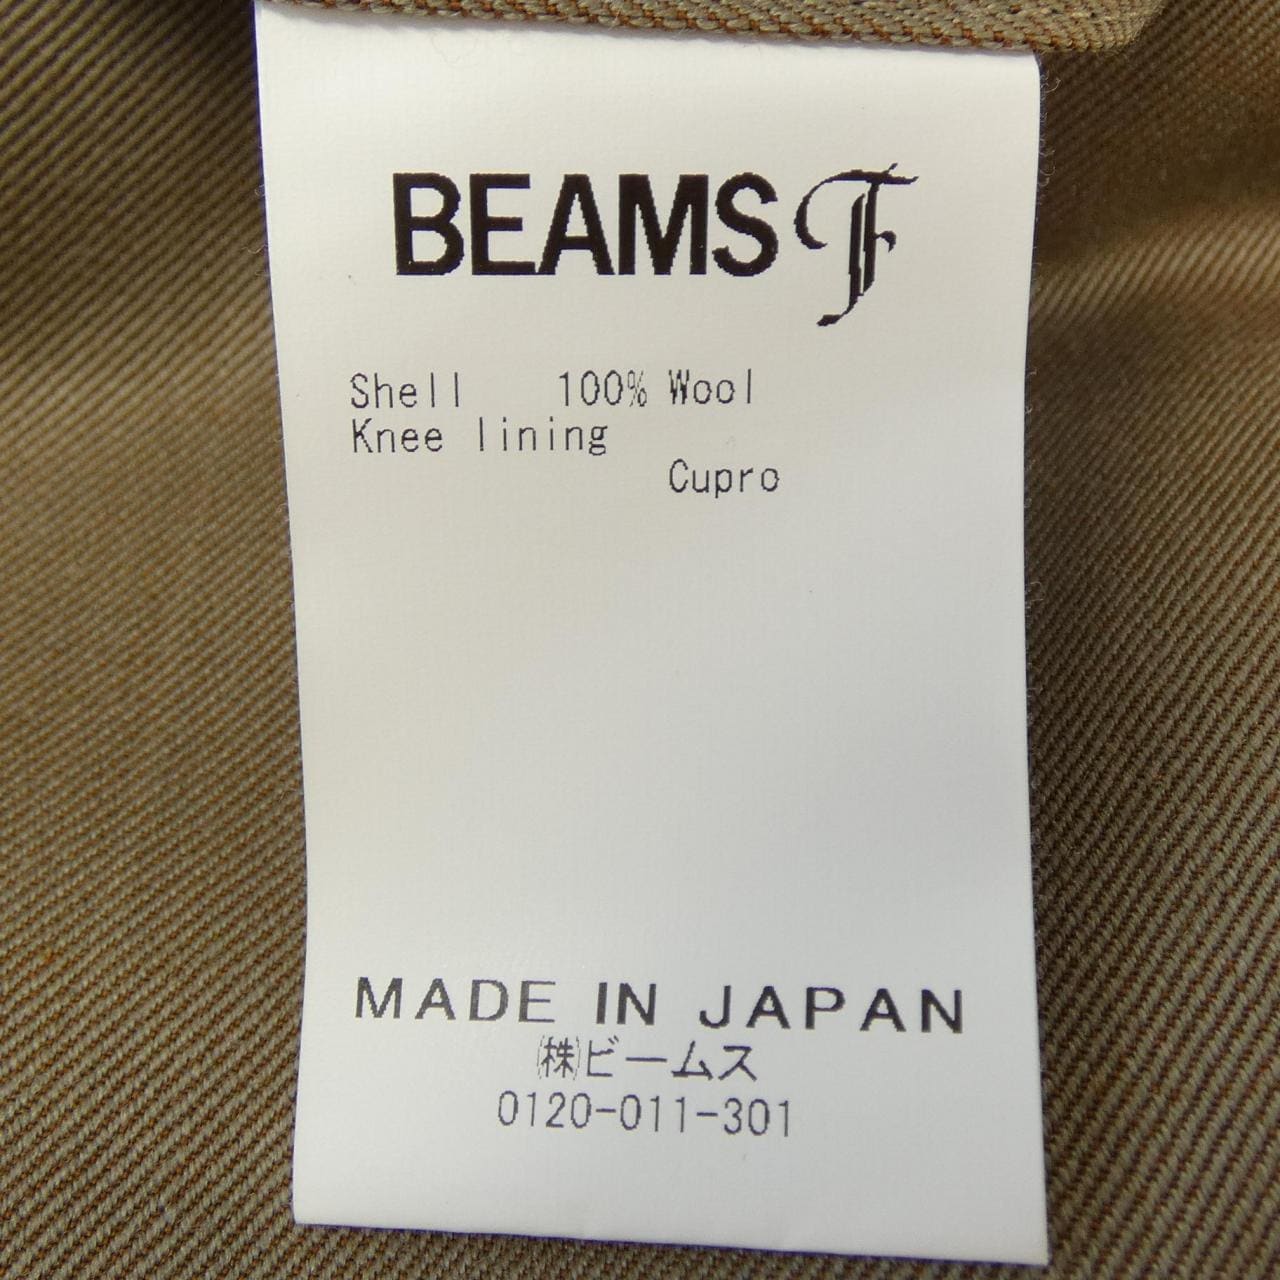 BEAMS F
Shell 100% Wool
Knee lining
Cupro
MADE IN JAPAN
㈱ビームス
0120-011-301